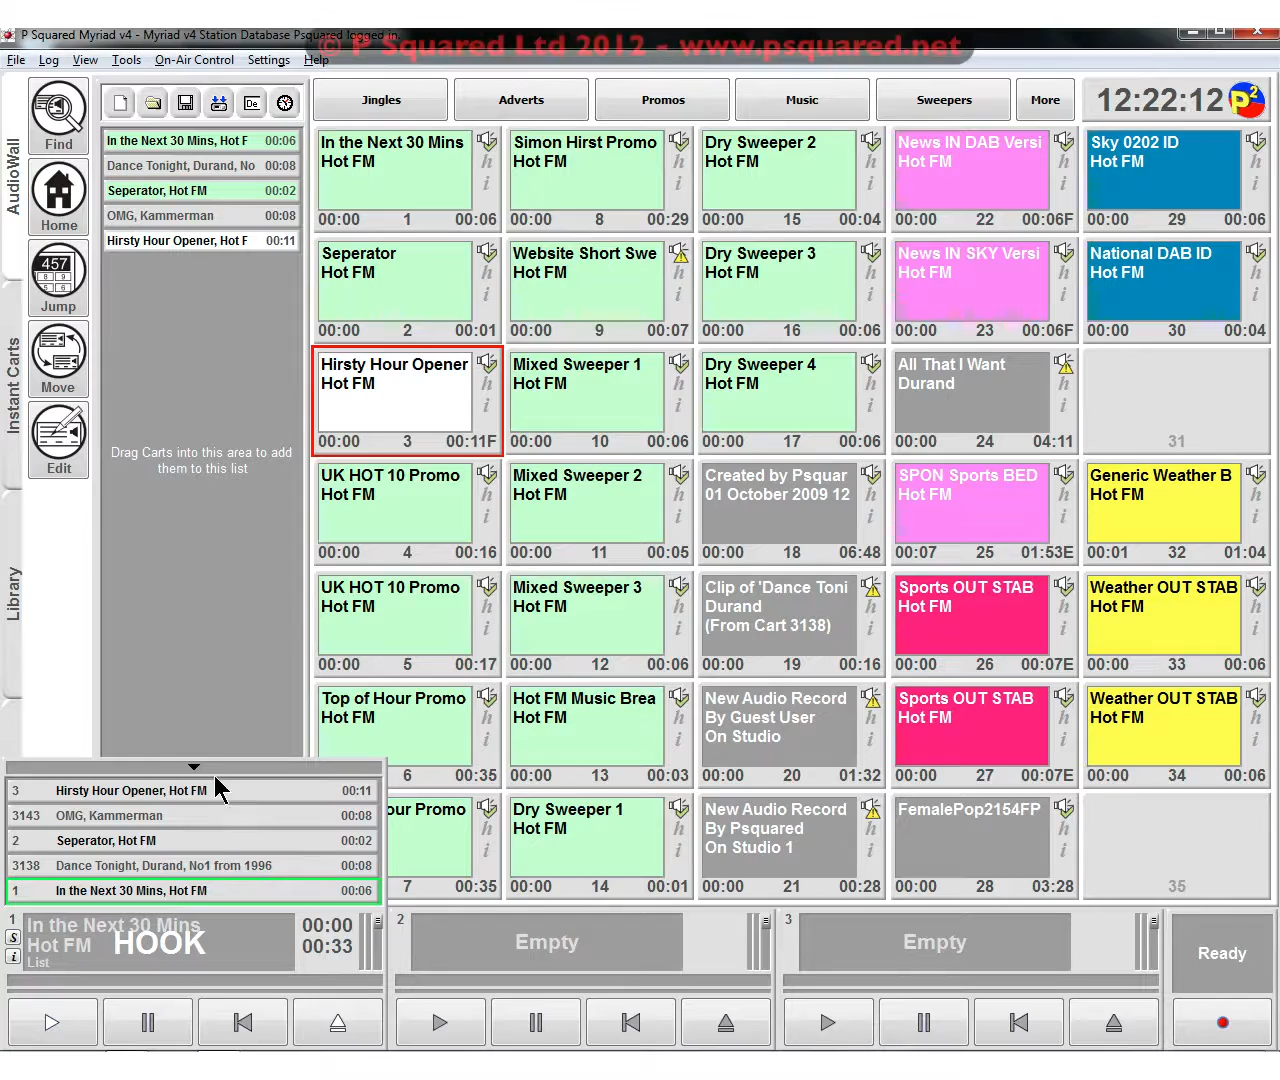 P Squared Myriad v4 - Myriad v4 Station Database Psquared logged in.
© P Squared Ltd 2012 - www.psquared.net
File Log View Tools On-Air Control Settings Help
AudioWall
Instant Carts
Library
Find
Home
Jump
457
Move
Edit
De
Jingles Adverts Promos Music Sweepers More
12:22:12
In the Next 30 Mins, Hot F 00:06
Dance Tonight, Durand, No 00:08
Seperator, Hot FM 00:02
OMG, Kammerman 00:08
Hirsty Hour Opener, Hot F 00:11
Drag Carts into this area to add
them to this list
In the Next 30 Mins
Hot FM
00:00 1 00:06
Simon Hirst Promo
Hot FM
00:00 8 00:29
Dry Sweeper 2
Hot FM
00:00 15 00:04
News IN DAB Versi
Hot FM
00:00 22 00:06F
Sky 0202 ID
Hot FM
00:00 29 00:06
Seperator
Hot FM
00:00 2 00:01
Website Short Swe
Hot FM
00:00 9 00:07
Dry Sweeper 3
Hot FM
00:00 16 00:06
News IN SKY Versi
Hot FM
00:00 23 00:06F
National DAB ID
Hot FM
00:00 30 00:04
Hirsty Hour Opener
Hot FM
00:00 3 00:11F
Mixed Sweeper 1
Hot FM
00:00 10 00:06
Dry Sweeper 4
Hot FM
00:00 17 00:06
All That I Want
Durand
00:00 24 04:11
31
UK HOT 10 Promo
Hot FM
00:00 4 00:16
Mixed Sweeper 2
Hot FM
00:00 11 00:05
Created by Psquar
01 October 2009 12
00:00 18 06:48
SPON Sports BED
Hot FM
00:07 25 01:53E
Generic Weather B
Hot FM
00:01 32 01:04
UK HOT 10 Promo
Hot FM
00:00 5 00:17
Mixed Sweeper 3
Hot FM
00:00 12 00:06
Clip of 'Dance Toni
Durand
(From Cart 3138)
00:00 19 00:16
Sports OUT STAB
Hot FM
00:00 26 00:07E
Weather OUT STAB
Hot FM
00:00 33 00:06
Top of Hour Promo
Hot FM
6 00:35
Hot FM Music Brea
Hot FM
00:00 13 00:03
New Audio Record
By Guest User
On Studio
00:00 20 01:32
Sports OUT STAB
Hot FM
00:00 27 00:07E
Weather OUT STAB
Hot FM
00:00 34 00:06
our Promo
7 00:35
Dry Sweeper 1
Hot FM
00:00 14 00:01
New Audio Record
By Psquared
On Studio 1
00:00 21 00:28
FemalePop2154FP
00:00 28 03:28
35
3 Hirsty Hour Opener, Hot FM 00:11
3143 OMG, Kammerman 00:08
2 Seperator, Hot FM 00:02
3138 Dance Tonight, Durand, No1 from 1996 00:08
1 In the Next 30 Mins, Hot FM 00:06
1 In the Next 30 Mins 00:00
S Hot FM HOOK 00:33
i List
2 Empty
3 Empty
Ready